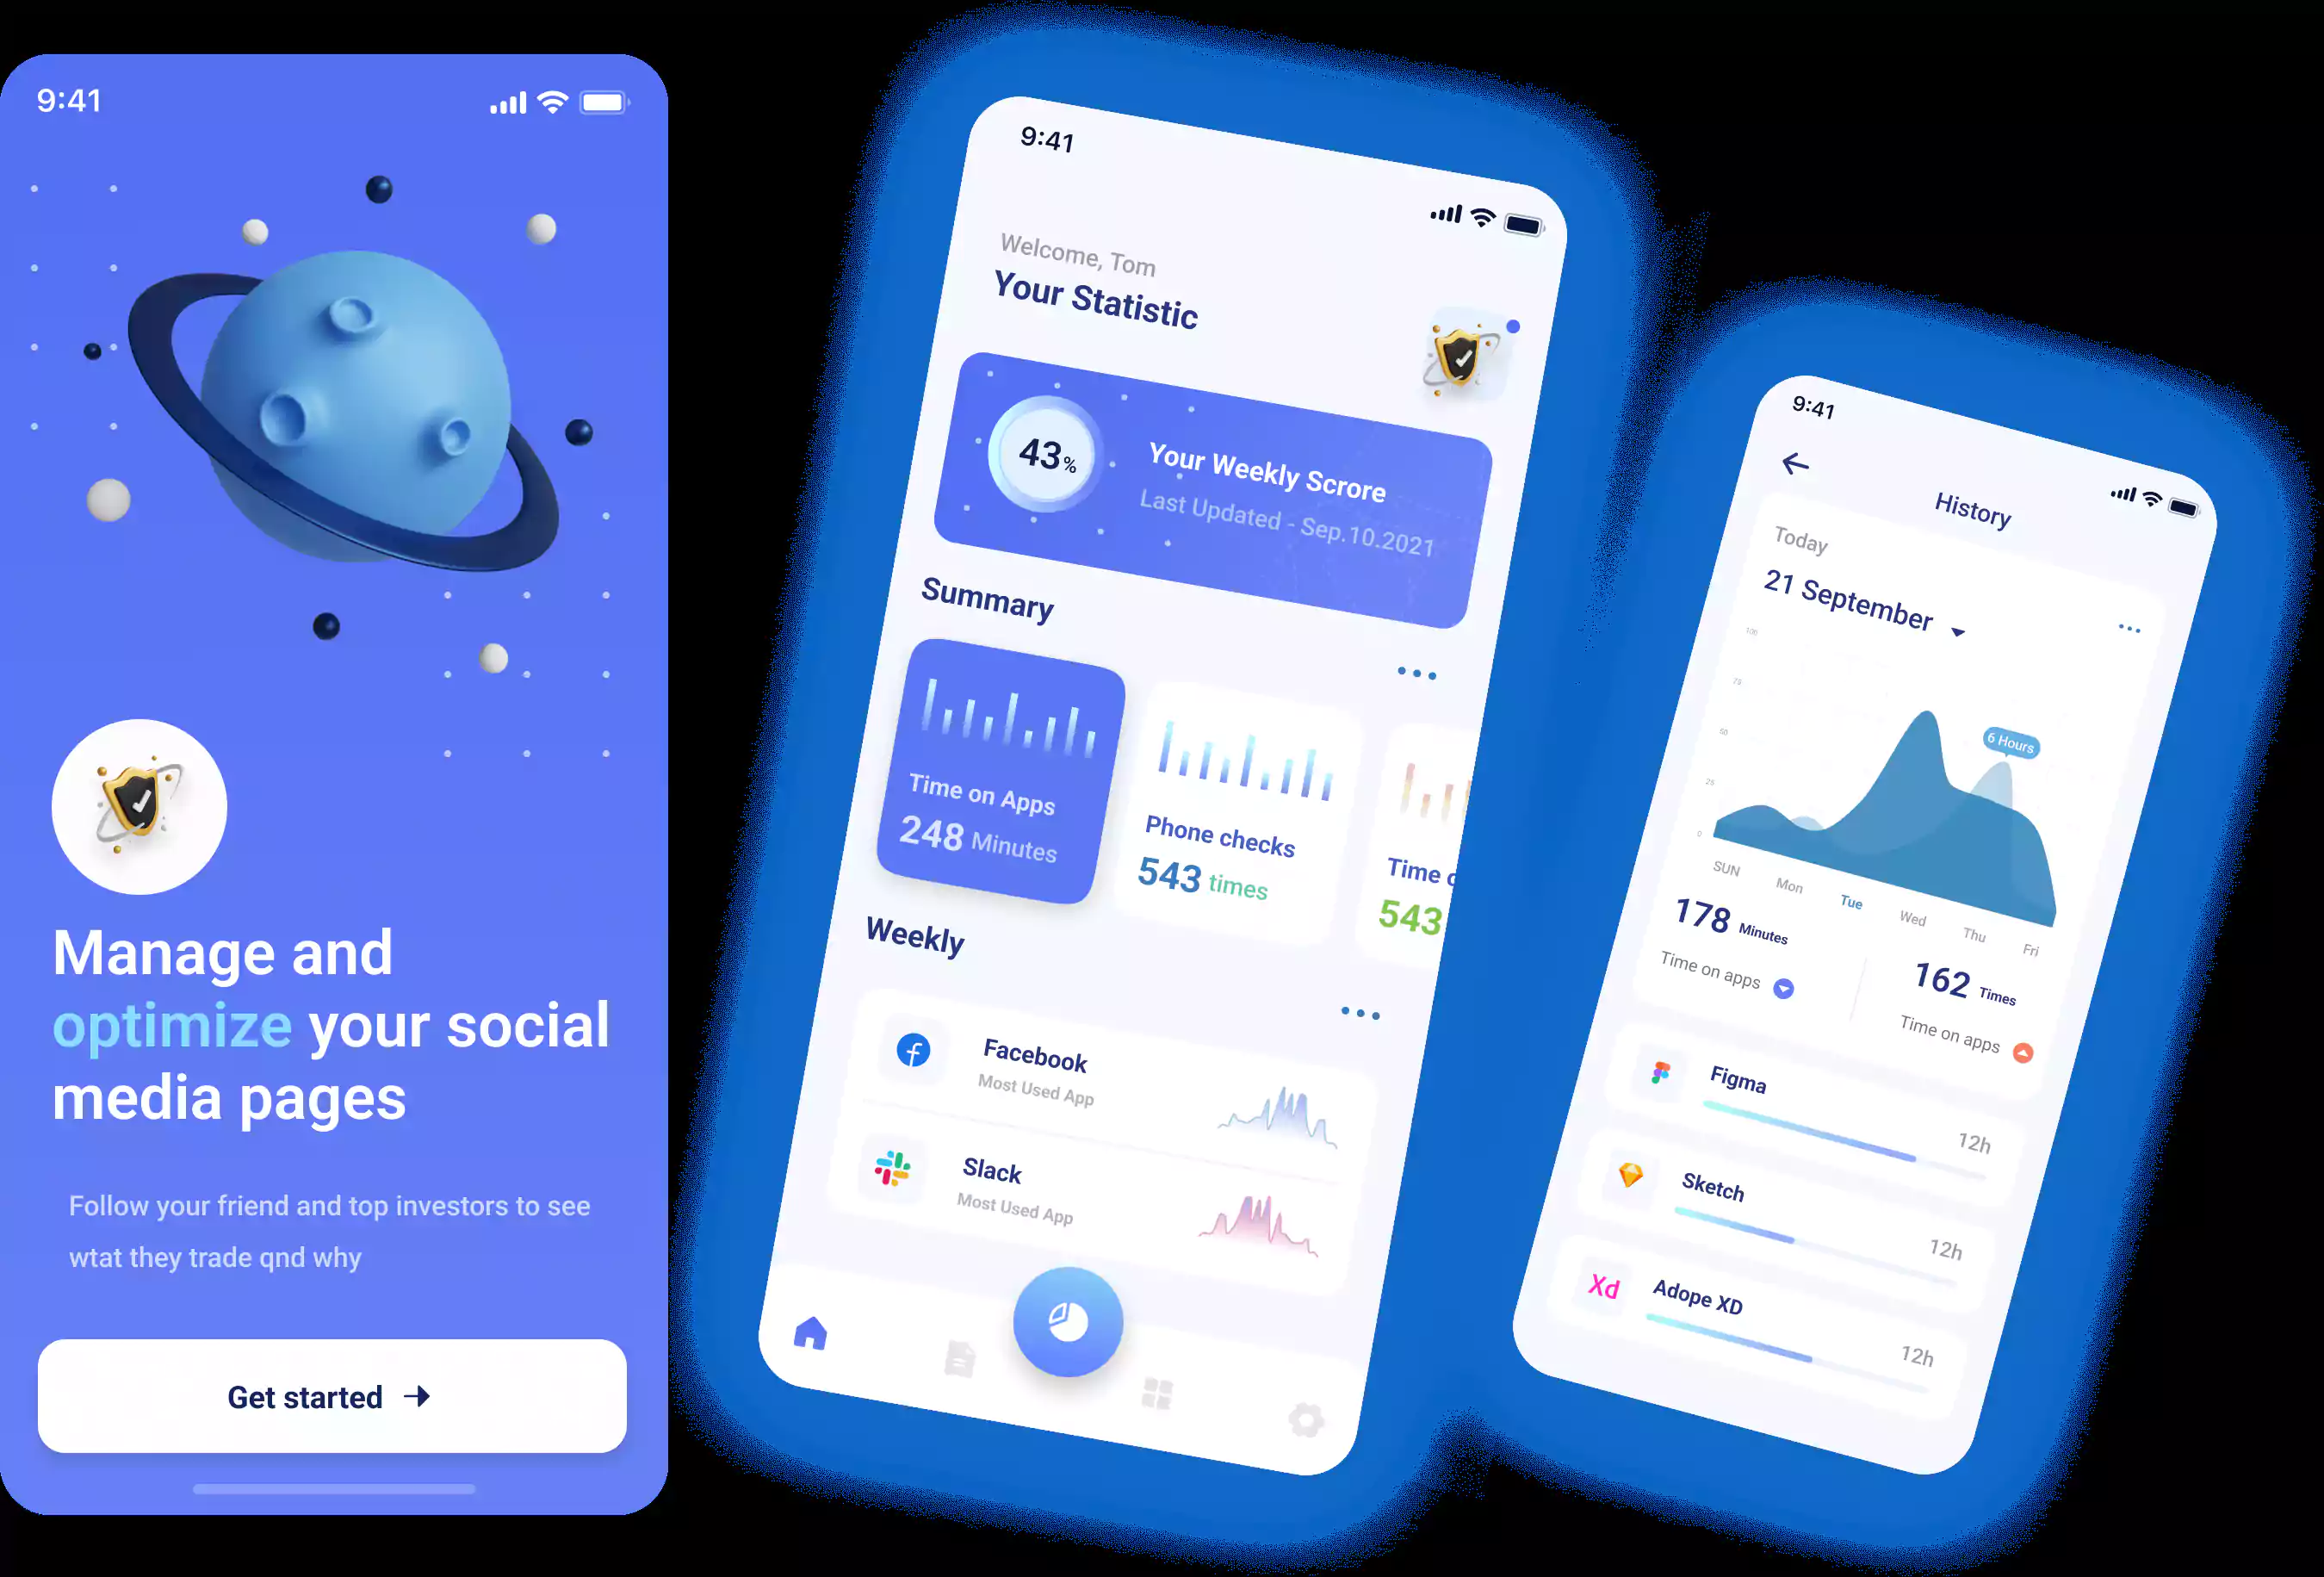 9:41
Manage and
optimize your social
media pages
Follow your friend and top investors to see
wtat they trade qnd why
Get started
9:41
Welcome, Tom
Your Statistic
43%
Your Weekly Scrore
Last Updated - Sep.10.2021
Summary
Time on Apps
248 Minutes
Phone checks
543 times
Time
543
Weekly
Facebook
Most Used App
Slack
Most Used App
9:41
History
Today
21 September
100
75
50
25
0
6 Hours
SUN Mon Tue Wed Thu Fri
178 Minutes
Time on apps
162 Times
Time on apps
Figma
12h
Sketch
12h
Xd
Adope XD
12h